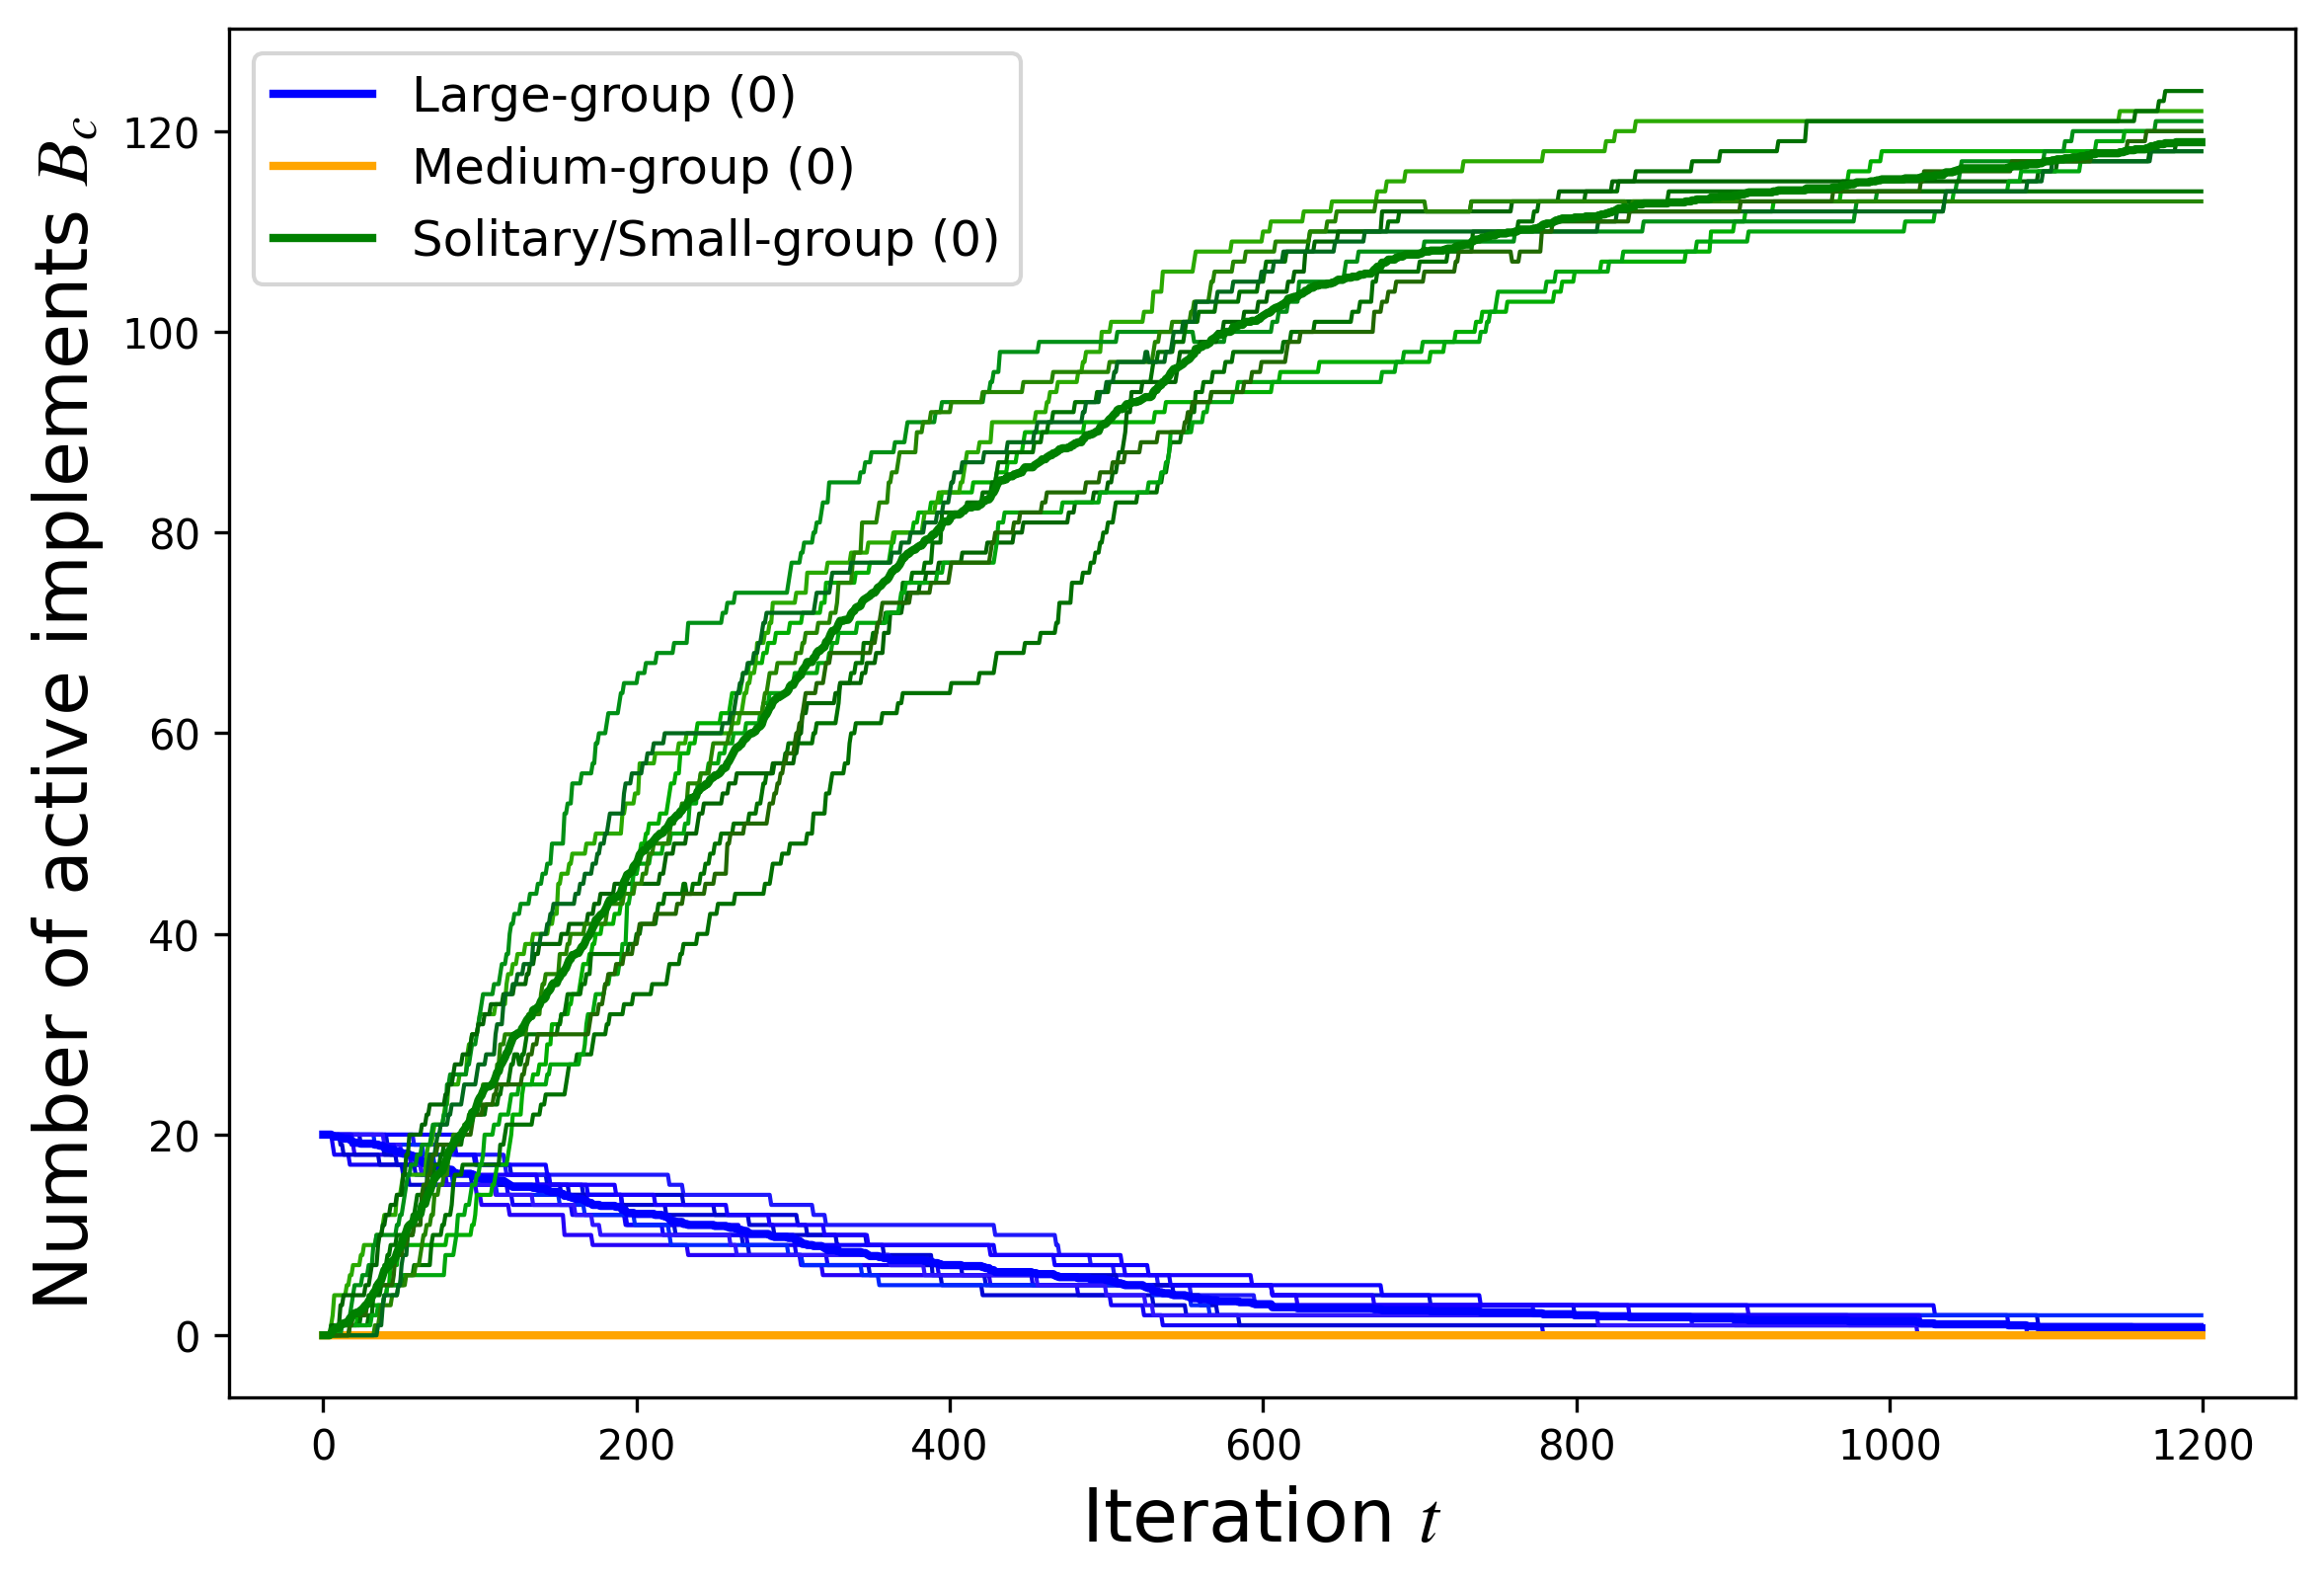 Large-group (0)
Medium-group (0)
Solitary/Small-group (0)
Number of active implements B_c
120
100
80
60
40
20
0
0 200 400 600 800 1000 1200
Iteration t